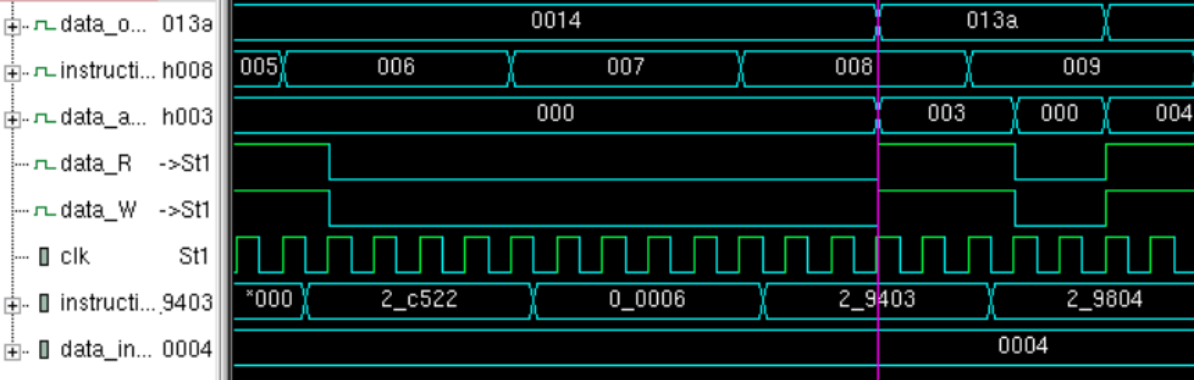 data_o... 013a 0014 013a
instructi... h008 005 006 007 008 009
data_a... h003 000 003 000 004
data_R ->St1
data_W ->St1
clk St1
instructi... 9403 *000 2_c522 0_0006 2_9403 2_9804
data_in... 0004 0004